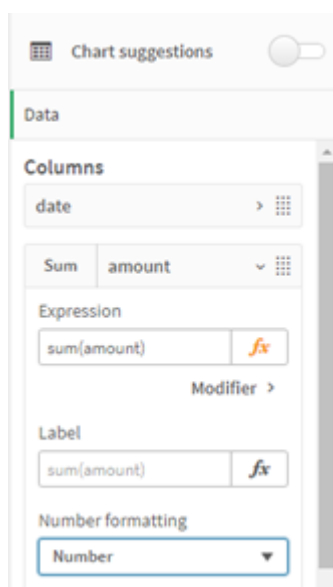 Chart suggestions
Data
Columns
date
Sum amount
Expression
sum(amount) fx
Modifier >
Label
sum(amount) fx
Number formatting
Number